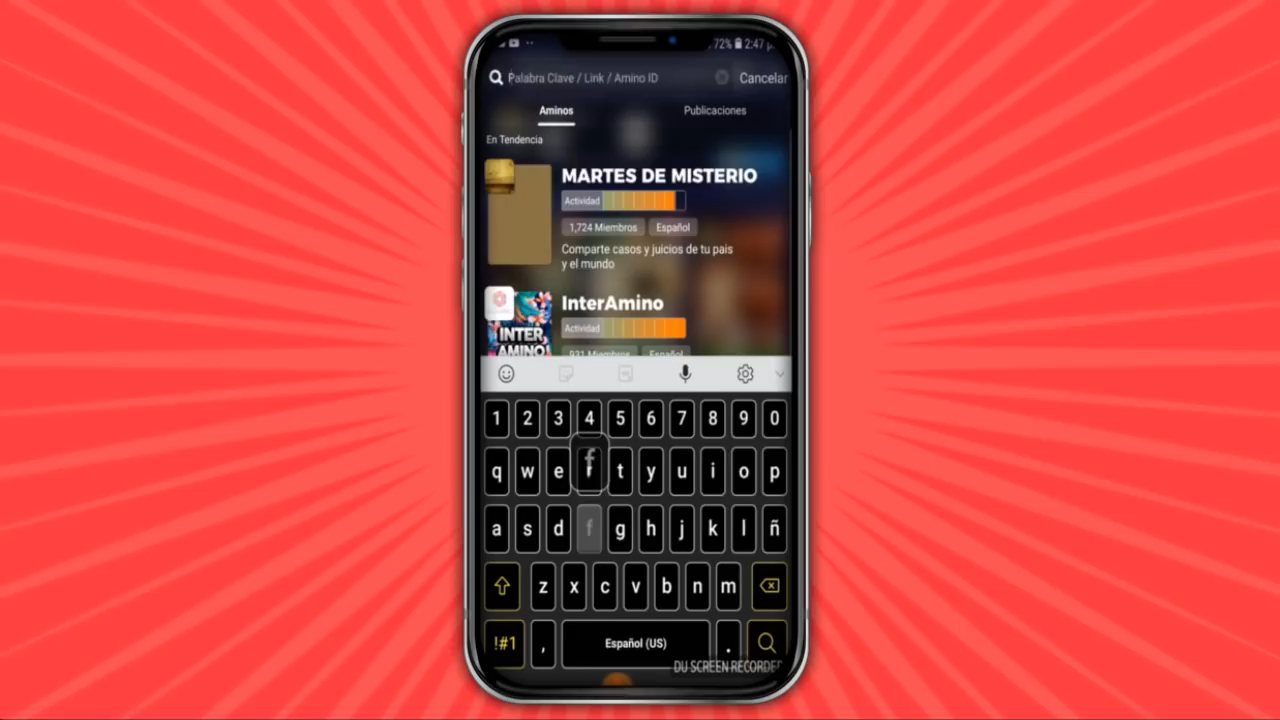 72% 2:47 p.
Palabra Clave / Link / Amino ID
Cancelar
Aminos
Publicaciones
En Tendencia
MARTES DE MISTERIO
Actividad
1,724 Miembros
Español
Comparte casos y juicios de tu pais
y el mundo
InterAmino
INTER
AMINO!
Actividad
931 Miembros
Español
1 2 3 4 5 6 7 8 9 0
f
q w e r t y u i o p
a s d f g h j k l ñ
z x c v b n m
!#1 , Español (US) .
DU SCREEN RECORDER